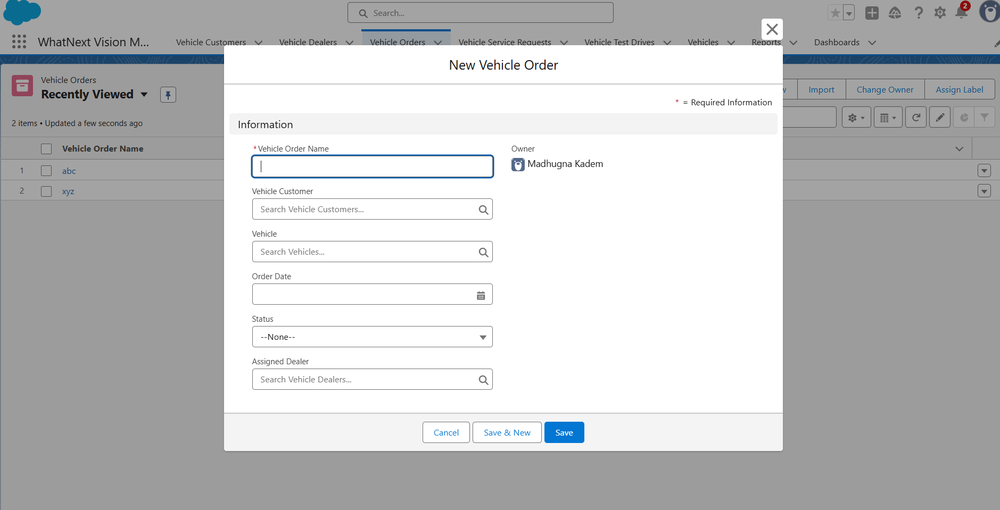 Search...
2
WhatNext Vision M...
Vehicle Customers
Vehicle Dealers
Vehicle Orders
Vehicle Service Requests
Vehicle Test Drives
Vehicles
Reports
Dashboards
New Vehicle Order
Vehicle Orders
Recently Viewed
w
Import
Change Owner
Assign Label
* = Required Information
2 items • Updated a few seconds ago
Information
Vehicle Order Name
*Vehicle Order Name
Owner
Madhugna Kadem
1 abc
2 xyz
Vehicle Customer
Search Vehicle Customers...
Vehicle
Search Vehicles...
Order Date
Status
--None--
Assigned Dealer
Search Vehicle Dealers...
Cancel
Save & New
Save